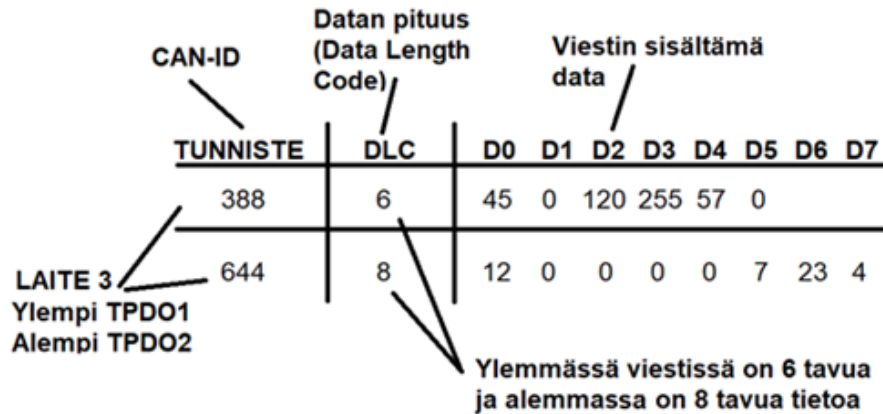 Datan pituus
(Data Length
Code)
CAN-ID
Viestin sisältämä
data
TUNNISTE DLC D0 D1 D2 D3 D4 D5 D6 D7
388 6 45 0 120 255 57 0
644 8 12 0 0 0 0 7 23 4
LAITE 3
Ylempi TPDO1
Alempi TPDO2
Ylemmässä viestissä on 6 tavua
ja alemmassa on 8 tavua tietoa